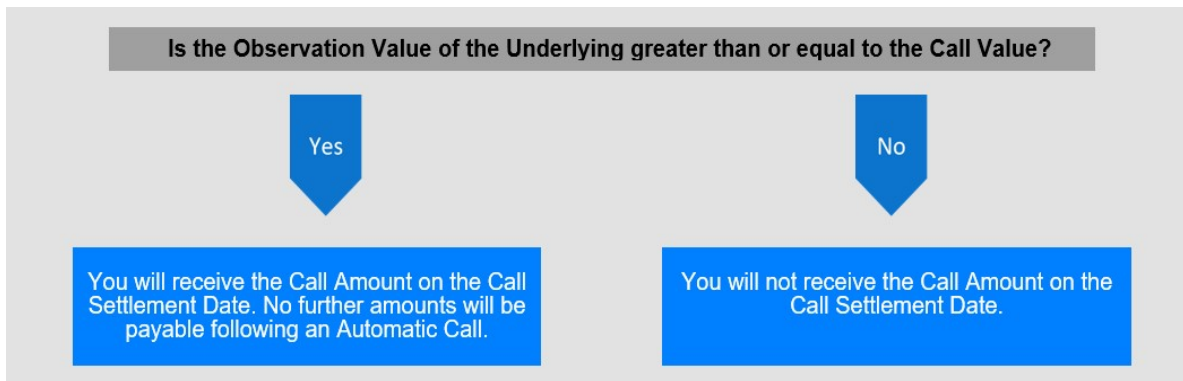 Is the Observation Value of the Underlying greater than or equal to the Call Value?
Yes
No
You will receive the Call Amount on the Call
Settlement Date. No further amounts will be
payable following an Automatic Call.
You will not receive the Call Amount on the
Call Settlement Date.